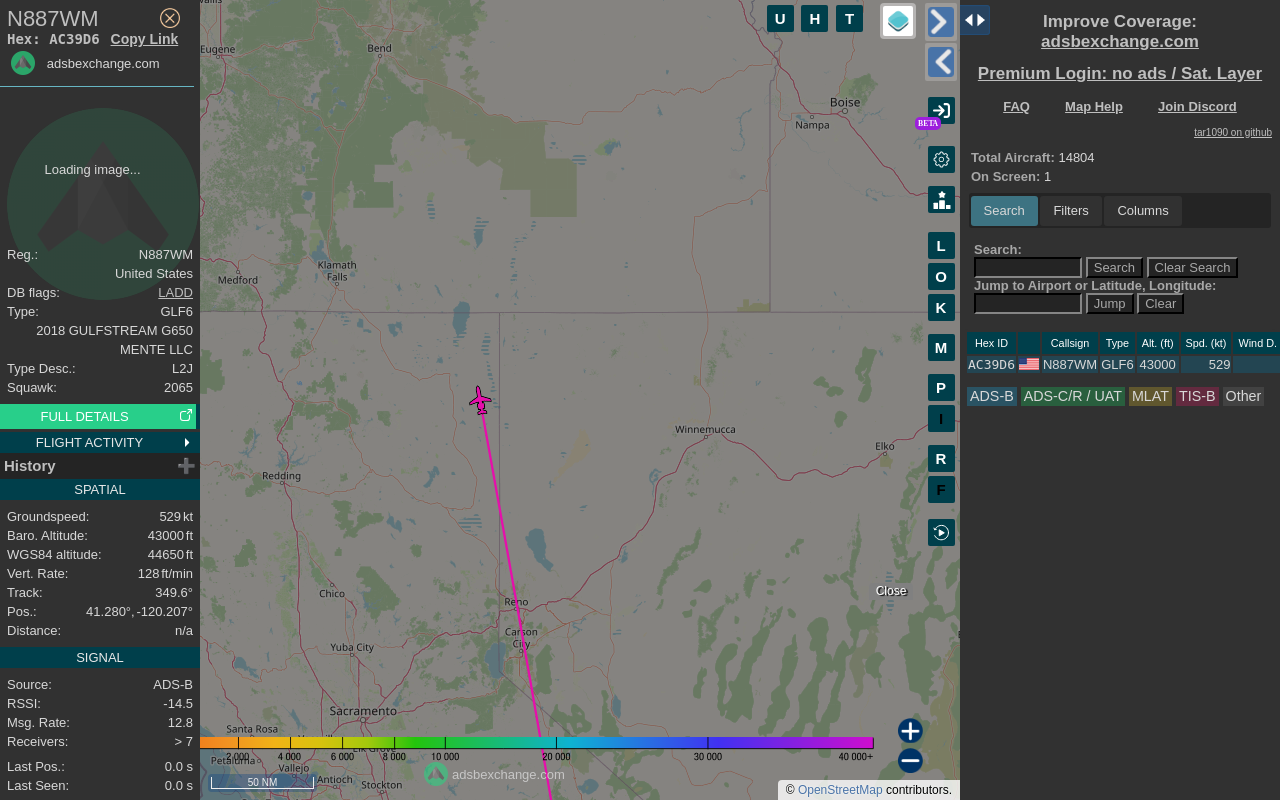 N887WM
Hex: AC39D6 Copy Link
adsbexchange.com
Loading image...
Reg.: N887WM
United States
DB flags: LADD
Type: GLF6
2018 GULFSTREAM G650
MENTE LLC
Type Desc.: L2J
Squawk: 2065
FULL DETAILS
FLIGHT ACTIVITY
History
SPATIAL
Groundspeed: 529 kt
Baro. Altitude: 43000 ft
WGS84 altitude: 44650 ft
Vert. Rate: 128 ft/min
Track: 349.6°
Pos.: 41.280°, -120.207°
Distance: n/a
SIGNAL
Source: ADS-B
RSSI: -14.5
Msg. Rate: 12.8
Receivers: > 7
Last Pos.: 0.0 s
Last Seen: 0.0 s
Eugene
Bend
Boise
Nampa
Medford
Klamath
Falls
Winnemucca
Elko
Redding
Chico
Reno
Carson
City
Yuba City
Sacramento
Santa Rosa
Petaluma
Vallejo
Antioch
Stockton
4 000 6 000 8 000 10 000 20 000 30 000 40 000+
50 NM
adsbexchange.com
© OpenStreetMap contributors.
U H T
BETA
L
O
K
M
P
I
R
F
Close
Improve Coverage:
adsbexchange.com
Premium Login: no ads / Sat. Layer
FAQ Map Help Join Discord
tar1090 on github
Total Aircraft: 14804
On Screen: 1
Search Filters Columns
Search:
Search Clear Search
Jump to Airport or Latitude, Longitude:
Jump Clear
Hex ID Callsign Type Alt. (ft) Spd. (kt) Wind D.
AC39D6 N887WM GLF6 43000 529
ADS-B ADS-C/R / UAT MLAT TIS-B Other